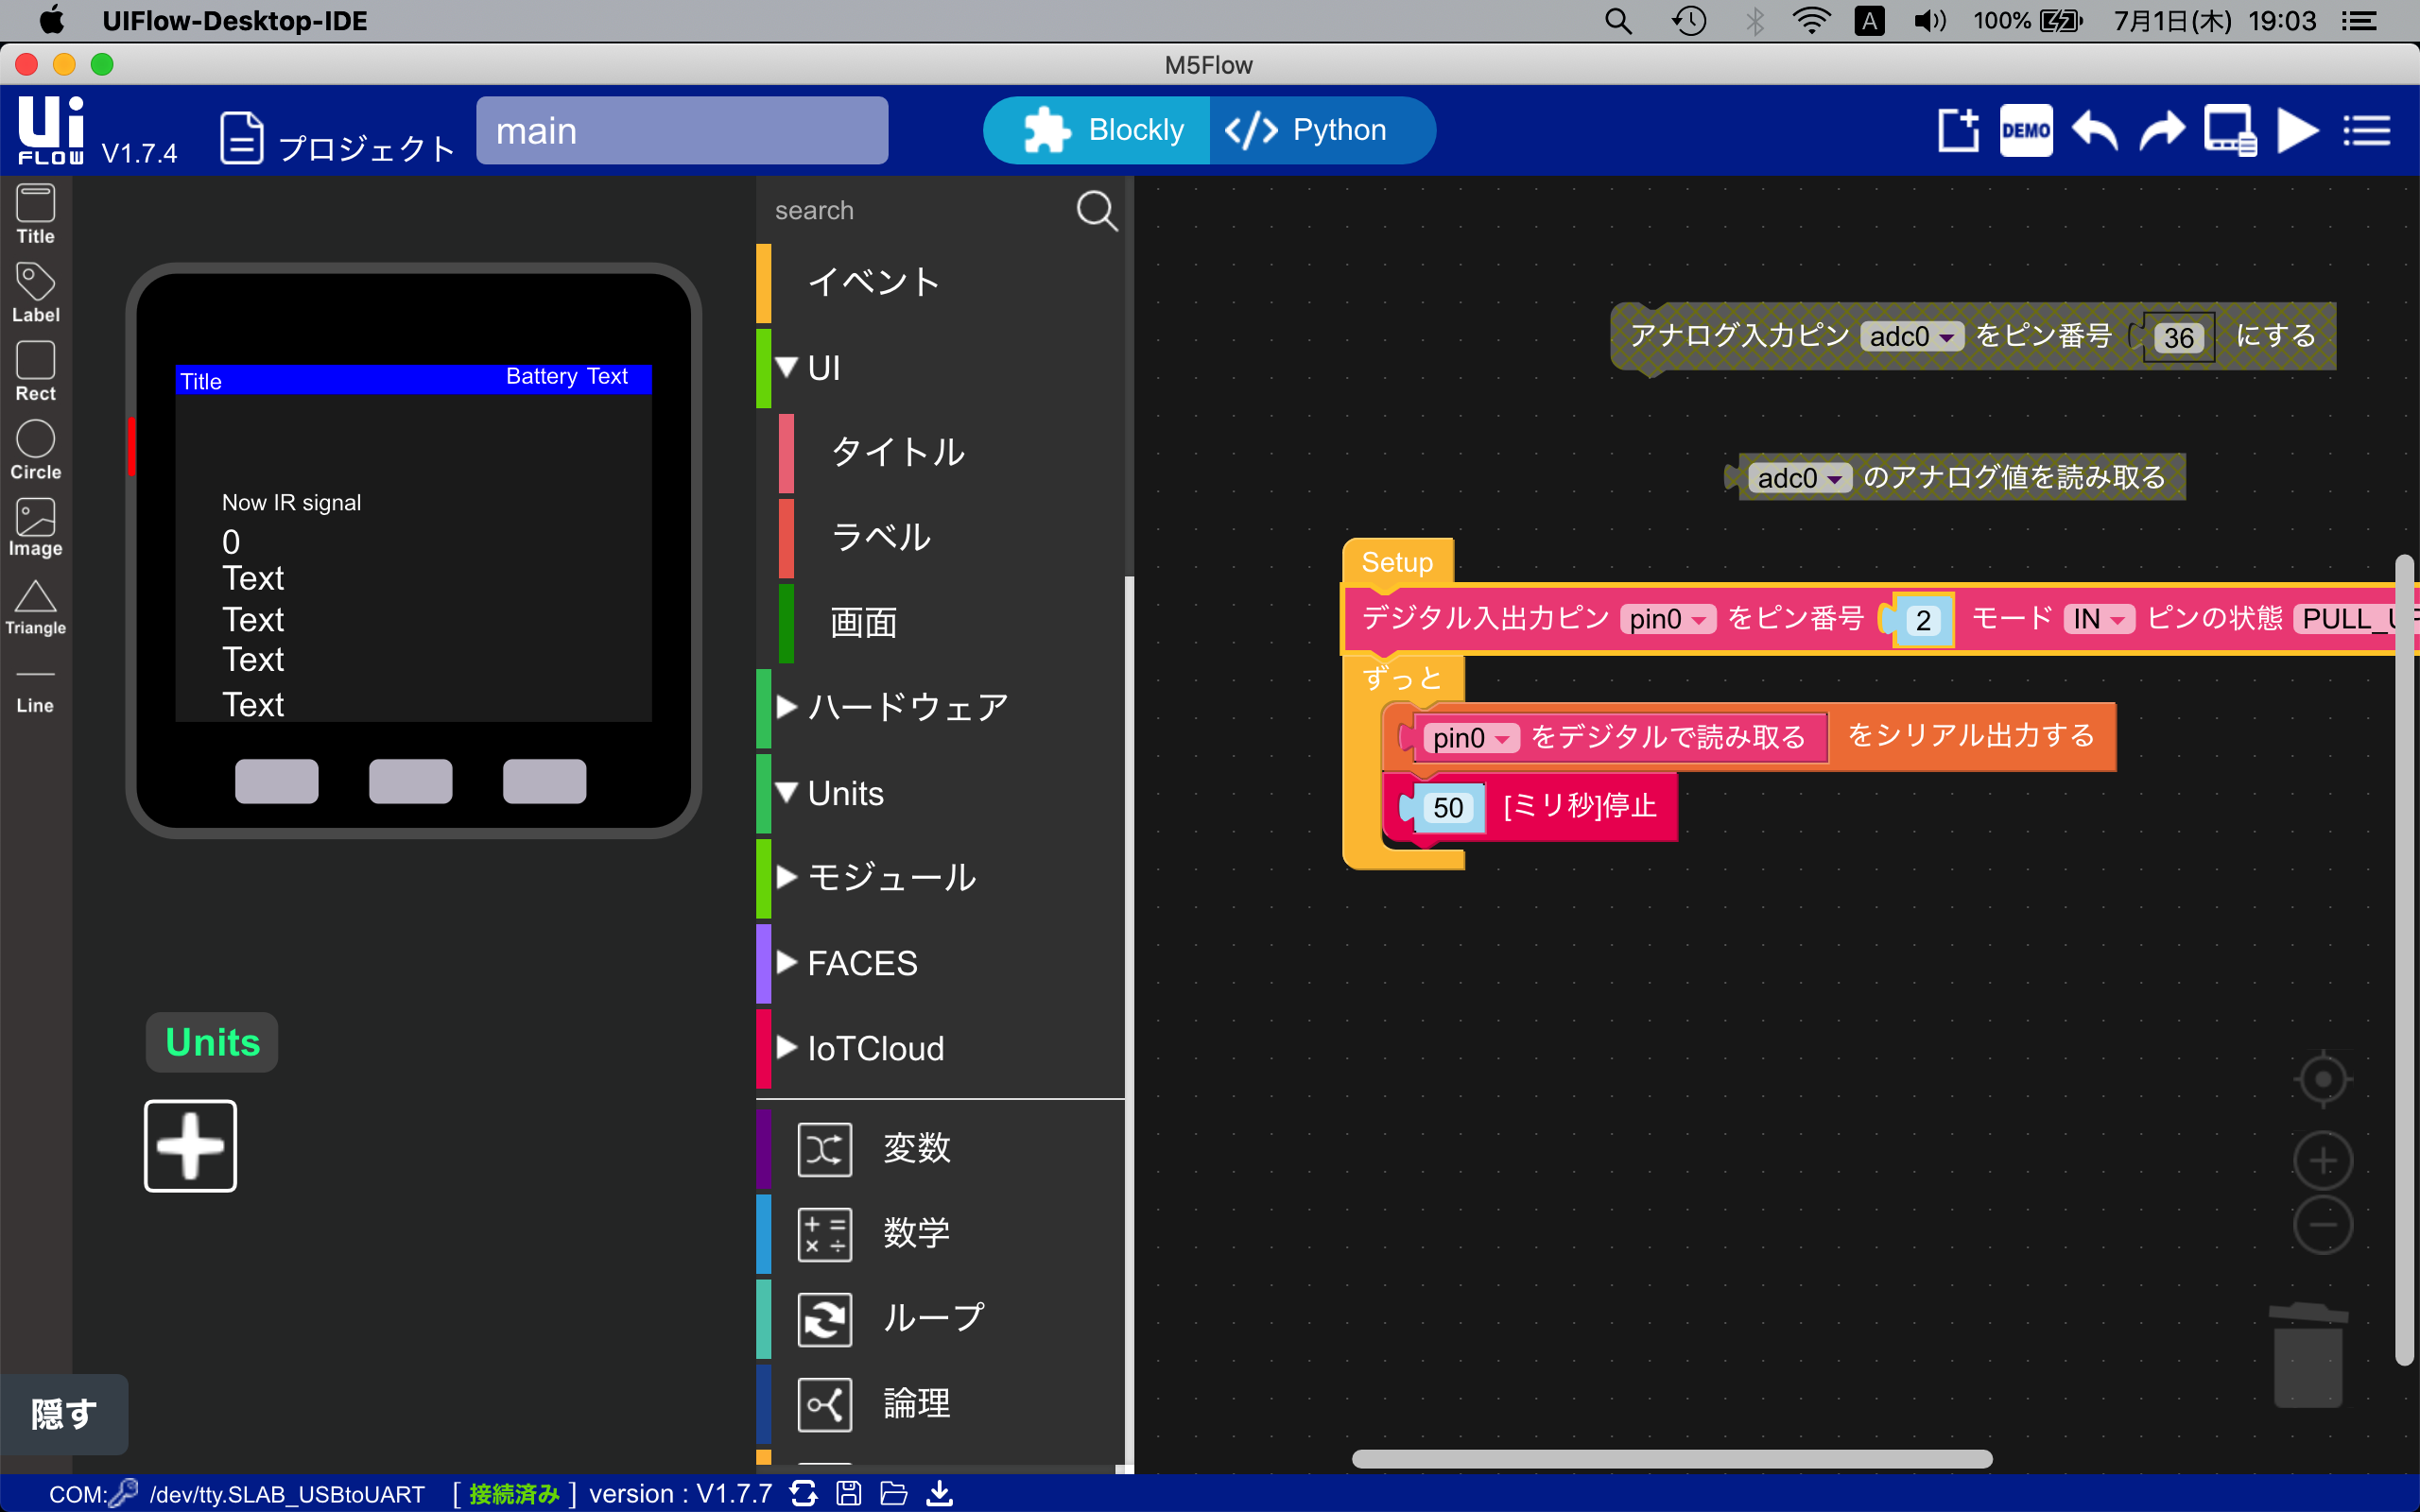 UIFlow-Desktop-IDE
A
100%
7月1日(木) 19:03
M5Flow
Ui FLOW V1.7.4
プロジェクト
main
Blockly
Python
DEMO
Title
Label
Rect
Circle
Image
Triangle
Line
Title
Battery Text
Now IR signal
0
Text
Text
Text
Text
Units
隠す
search
イベント
UI
タイトル
ラベル
画面
ハードウェア
Units
モジュール
FACES
IoTCloud
変数
数学
ループ
論理
アナログ入力ピン adc0 をピン番号 36 にする
adc0 のアナログ値を読み取る
Setup
デジタル入出力ピン pin0 をピン番号 2 モード IN ピンの状態 PULL_UP
ずっと
pin0 をデジタルで読み取る をシリアル出力する
50 [ミリ秒]停止
COM: /dev/tty.SLAB_USBtoUART [ 接続済み ] version : V1.7.7